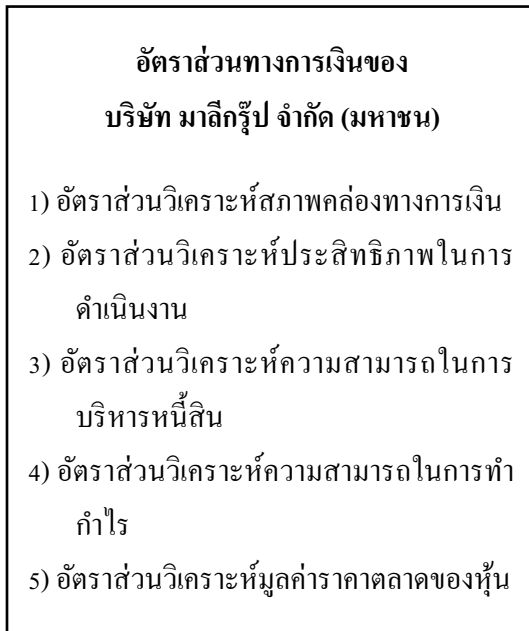 อัตราส่วนทางการเงินของ
บริษัท มาลีกรุ๊ป จำกัด (มหาชน)
1) อัตราส่วนวิเคราะห์สภาพคล่องทางการเงิน
2) อัตราส่วนวิเคราะห์ประสิทธิภาพในการ
ดำเนินงาน
3) อัตราส่วนวิเคราะห์ความสามารถในการ
บริหารหนี้สิน
4) อัตราส่วนวิเคราะห์ความสามารถในการทำ
กำไร
5) อัตราส่วนวิเคราะห์มูลค่าราคาตลาดของหุ้น